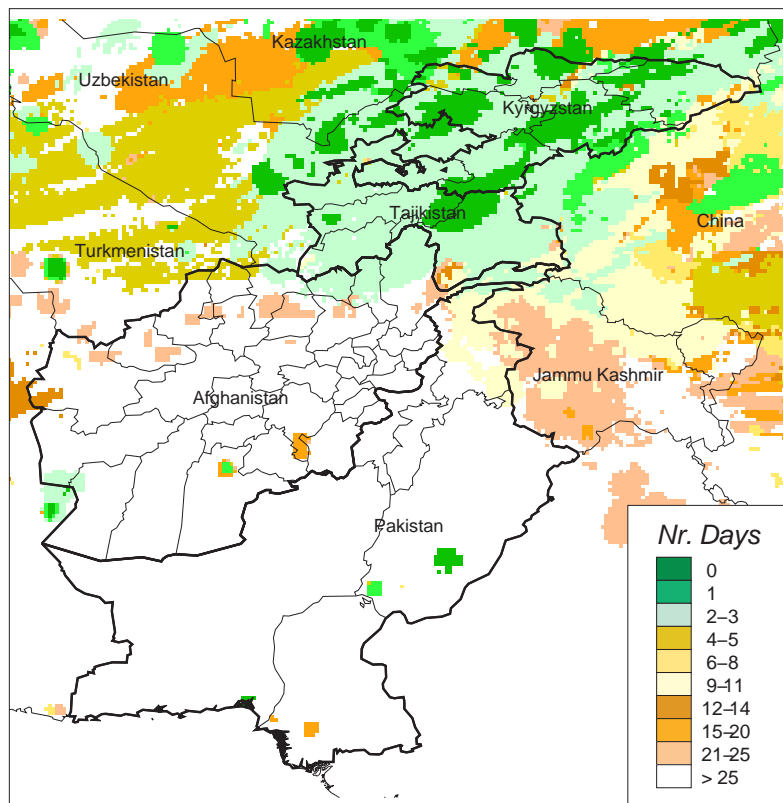 Kazakhstan
Uzbekistan
Kyrgyzstan
Tajikistan
China
Turkmenistan
Jammu Kashmir
Afghanistan
Pakistan
Nr. Days
0
1
2–3
4–5
6–8
9–11
12–14
15–20
21–25
> 25